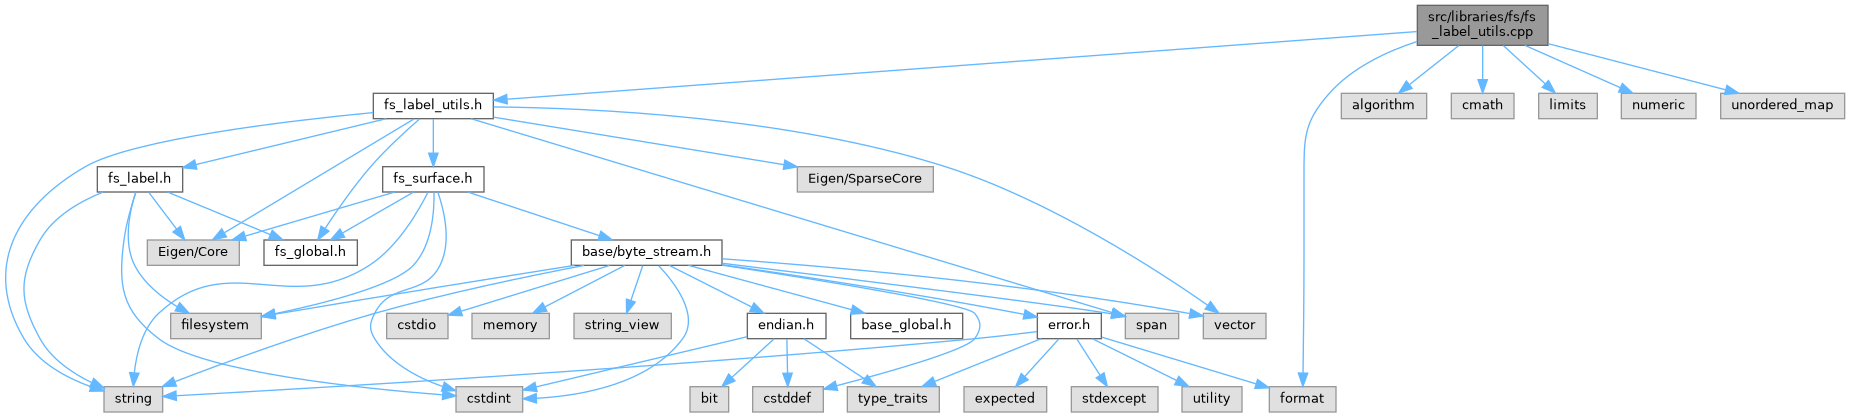 src/libraries/fs/fs
_label_utils.cpp
fs_label_utils.h
algorithm
cmath
limits
numeric
unordered_map
fs_label.h
fs_surface.h
Eigen/SparseCore
Eigen/Core
fs_global.h
base/byte_stream.h
filesystem
cstdio
memory
string_view
endian.h
base_global.h
error.h
span
vector
string
cstdint
bit
cstddef
type_traits
expected
stdexcept
utility
format